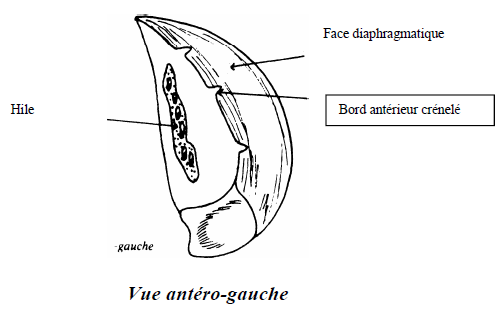 Face diaphragmatique
Hile
Bord antérieur crénelé
-gauche
Vue antéro-gauche